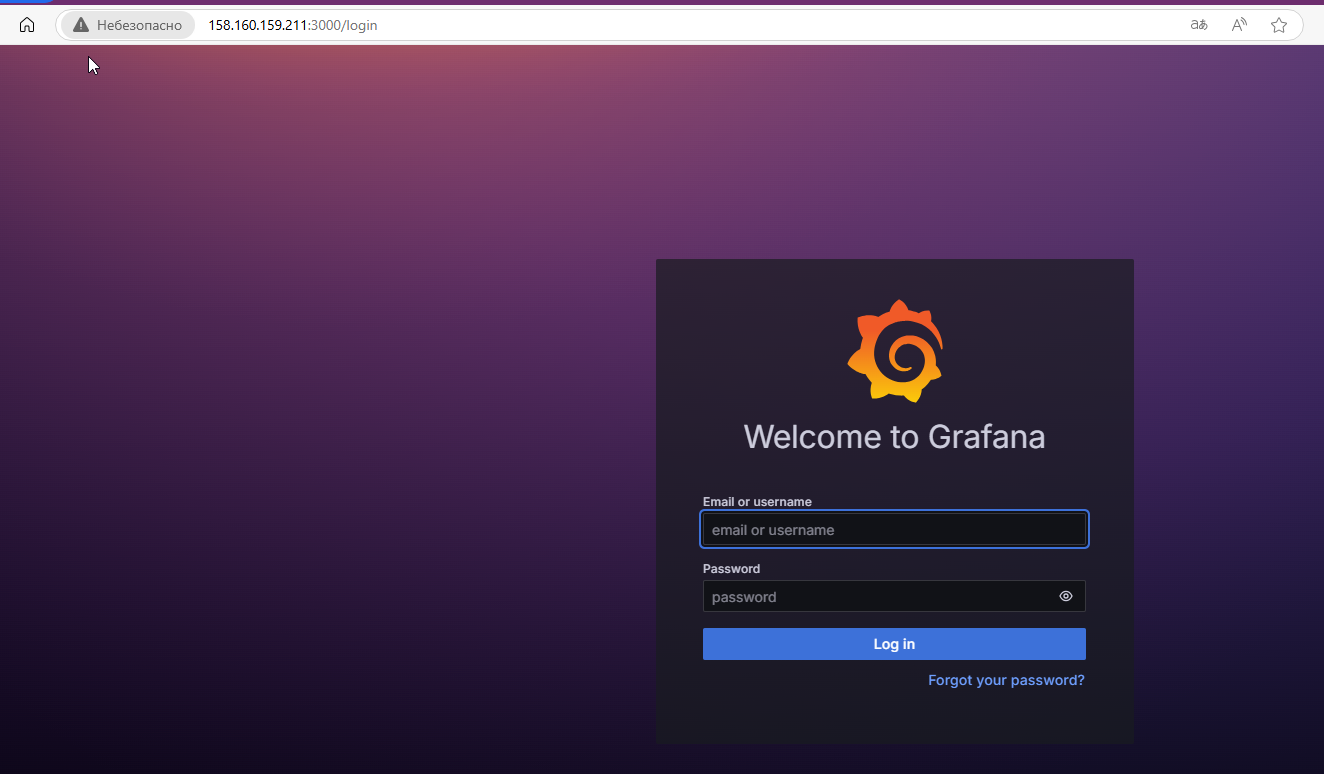 Небезопасно 158.160.159.211:3000/login
Welcome to Grafana
Email or username
email or username
Password
password
Log in
Forgot your password?